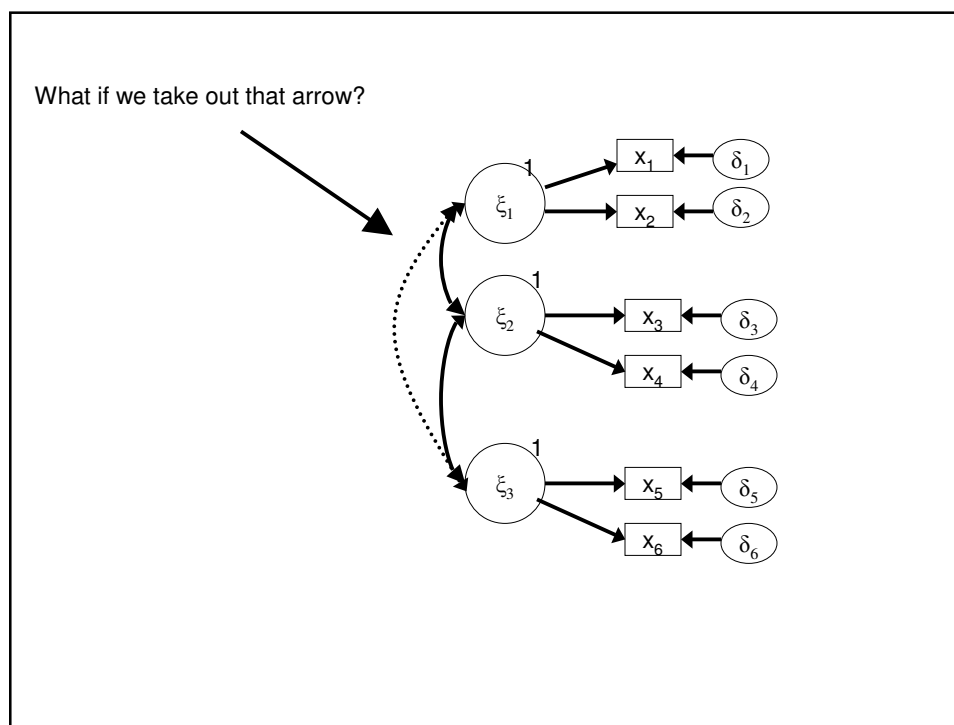 What if we take out that arrow?
1
ξ₁
x₁
δ₁
x₂
δ₂
1
ξ₂
x₃
δ₃
x₄
δ₄
1
ξ₃
x₅
δ₅
x₆
δ₆